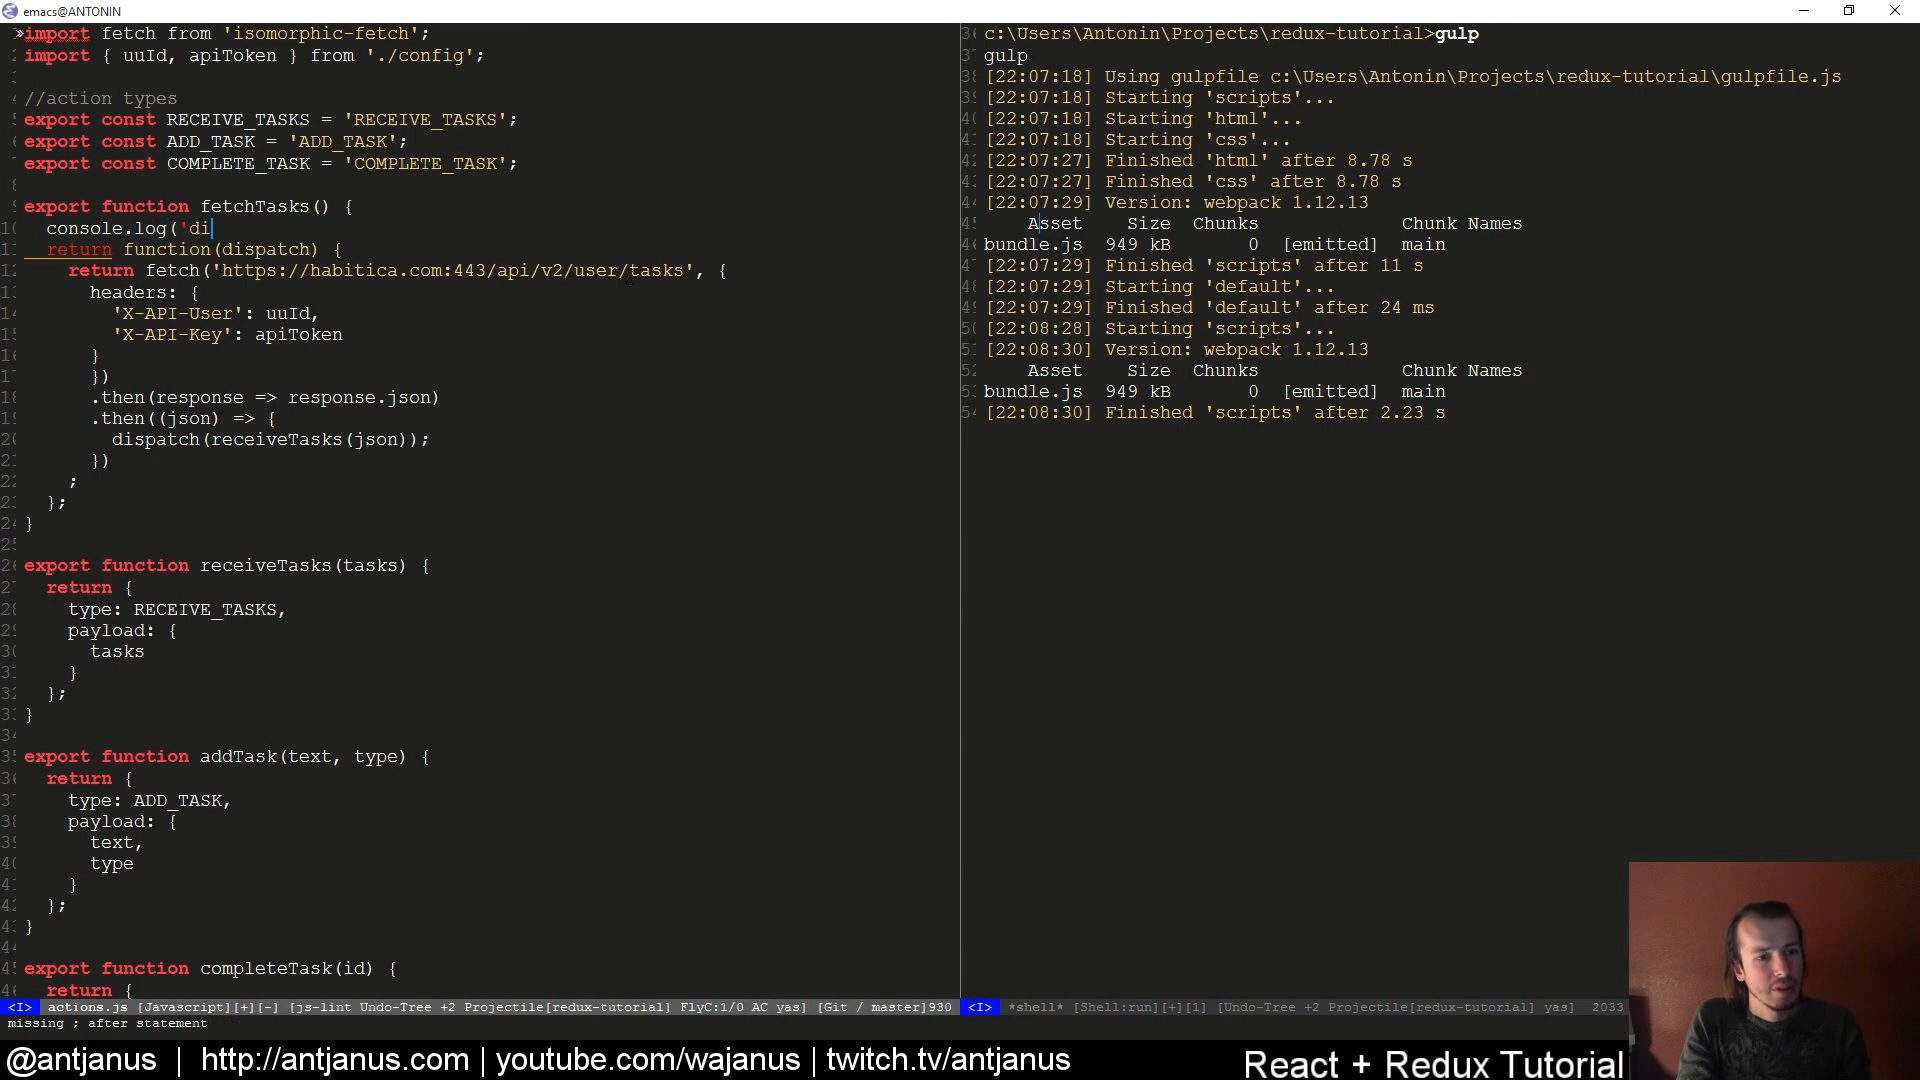 emacs@ANTONIN
import fetch from 'isomorphic-fetch';
import { uuId, apiToken } from './config';
//action types
export const RECEIVE_TASKS = 'RECEIVE_TASKS';
export const ADD_TASK = 'ADD_TASK';
export const COMPLETE_TASK = 'COMPLETE_TASK';
export function fetchTasks() {
console.log('di
return function(dispatch) {
return fetch('https://habitica.com:443/api/v2/user/tasks', {
headers: {
'X-API-User': uuId,
'X-API-Key': apiToken
}
})
.then(response => response.json)
.then((json) => {
dispatch(receiveTasks(json));
})
;
};
}
export function receiveTasks(tasks) {
return {
type: RECEIVE_TASKS,
payload: {
tasks
}
};
}
export function addTask(text, type) {
return {
type: ADD_TASK,
payload: {
text,
type
}
};
}
export function completeTask(id) {
return {
<I> actions.js [Javascript][+][-] [js-lint Undo-Tree +2 Projectile[redux-tutorial] FlyC:1/0 AC yas] [Git / master]930
missing ; after statement
c:\Users\Antonin\Projects\redux-tutorial>gulp
gulp
[22:07:18] Using gulpfile c:\Users\Antonin\Projects\redux-tutorial\gulpfile.js
[22:07:18] Starting 'scripts'...
[22:07:18] Starting 'html'...
[22:07:18] Starting 'css'...
[22:07:27] Finished 'html' after 8.78 s
[22:07:27] Finished 'css' after 8.78 s
[22:07:29] Version: webpack 1.12.13
Asset Size Chunks Chunk Names
bundle.js 949 kB 0 [emitted] main
[22:07:29] Finished 'scripts' after 11 s
[22:07:29] Starting 'default'...
[22:07:29] Finished 'default' after 24 ms
[22:08:28] Starting 'scripts'...
[22:08:30] Version: webpack 1.12.13
Asset Size Chunks Chunk Names
bundle.js 949 kB 0 [emitted] main
[22:08:30] Finished 'scripts' after 2.23 s
<I> *shell* [Shell:run][+][1] [Undo-Tree +2 Projectile[redux-tutorial] yas] 2033
@antjanus | http://antjanus.com | youtube.com/wajanus | twitch.tv/antjanus
React + Redux Tutorial